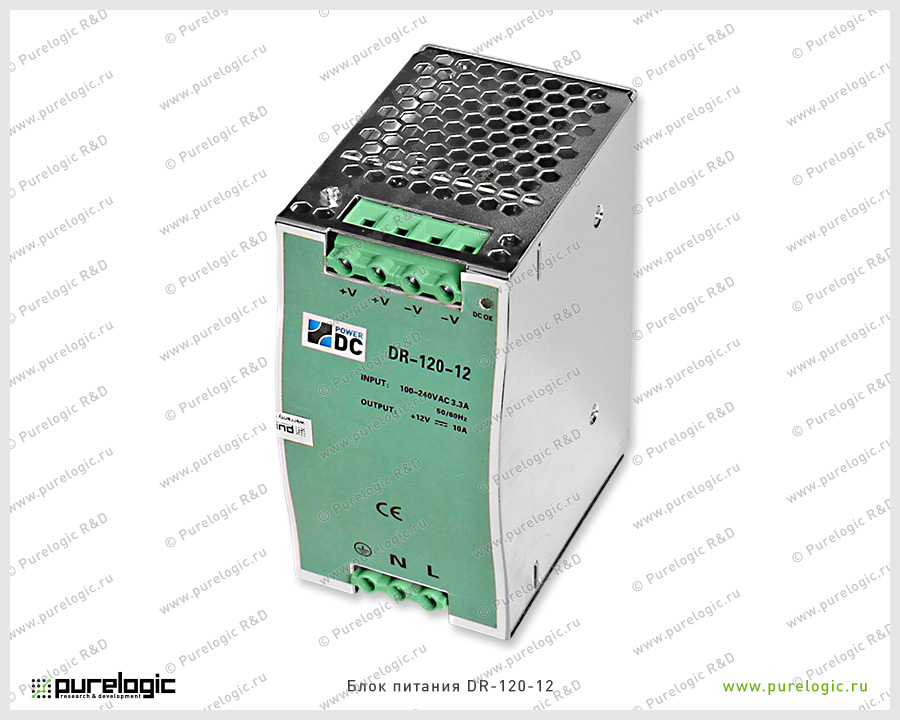 +V +V -V -V
DC OK
POWER
DC
DR-120-12
INPUT: 100-240VAC 3.3A
50/60Hz
OUTPUT: +12V 10A
CE
N L
purelogic
research & development
Блок питания DR-120-12
www.purelogic.ru
© Purelogic R&D
www.purelogic.ru